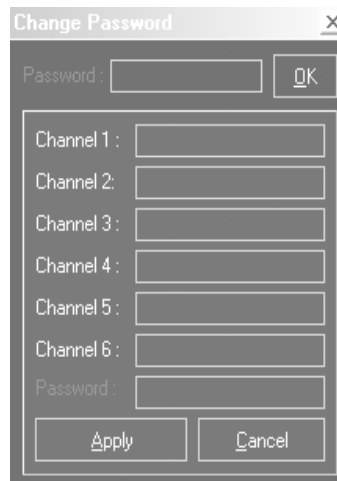 Change Password
Password : OK
Channel 1 :
Channel 2:
Channel 3 :
Channel 4 :
Channel 5 :
Channel 6 :
Password :
Apply Cancel